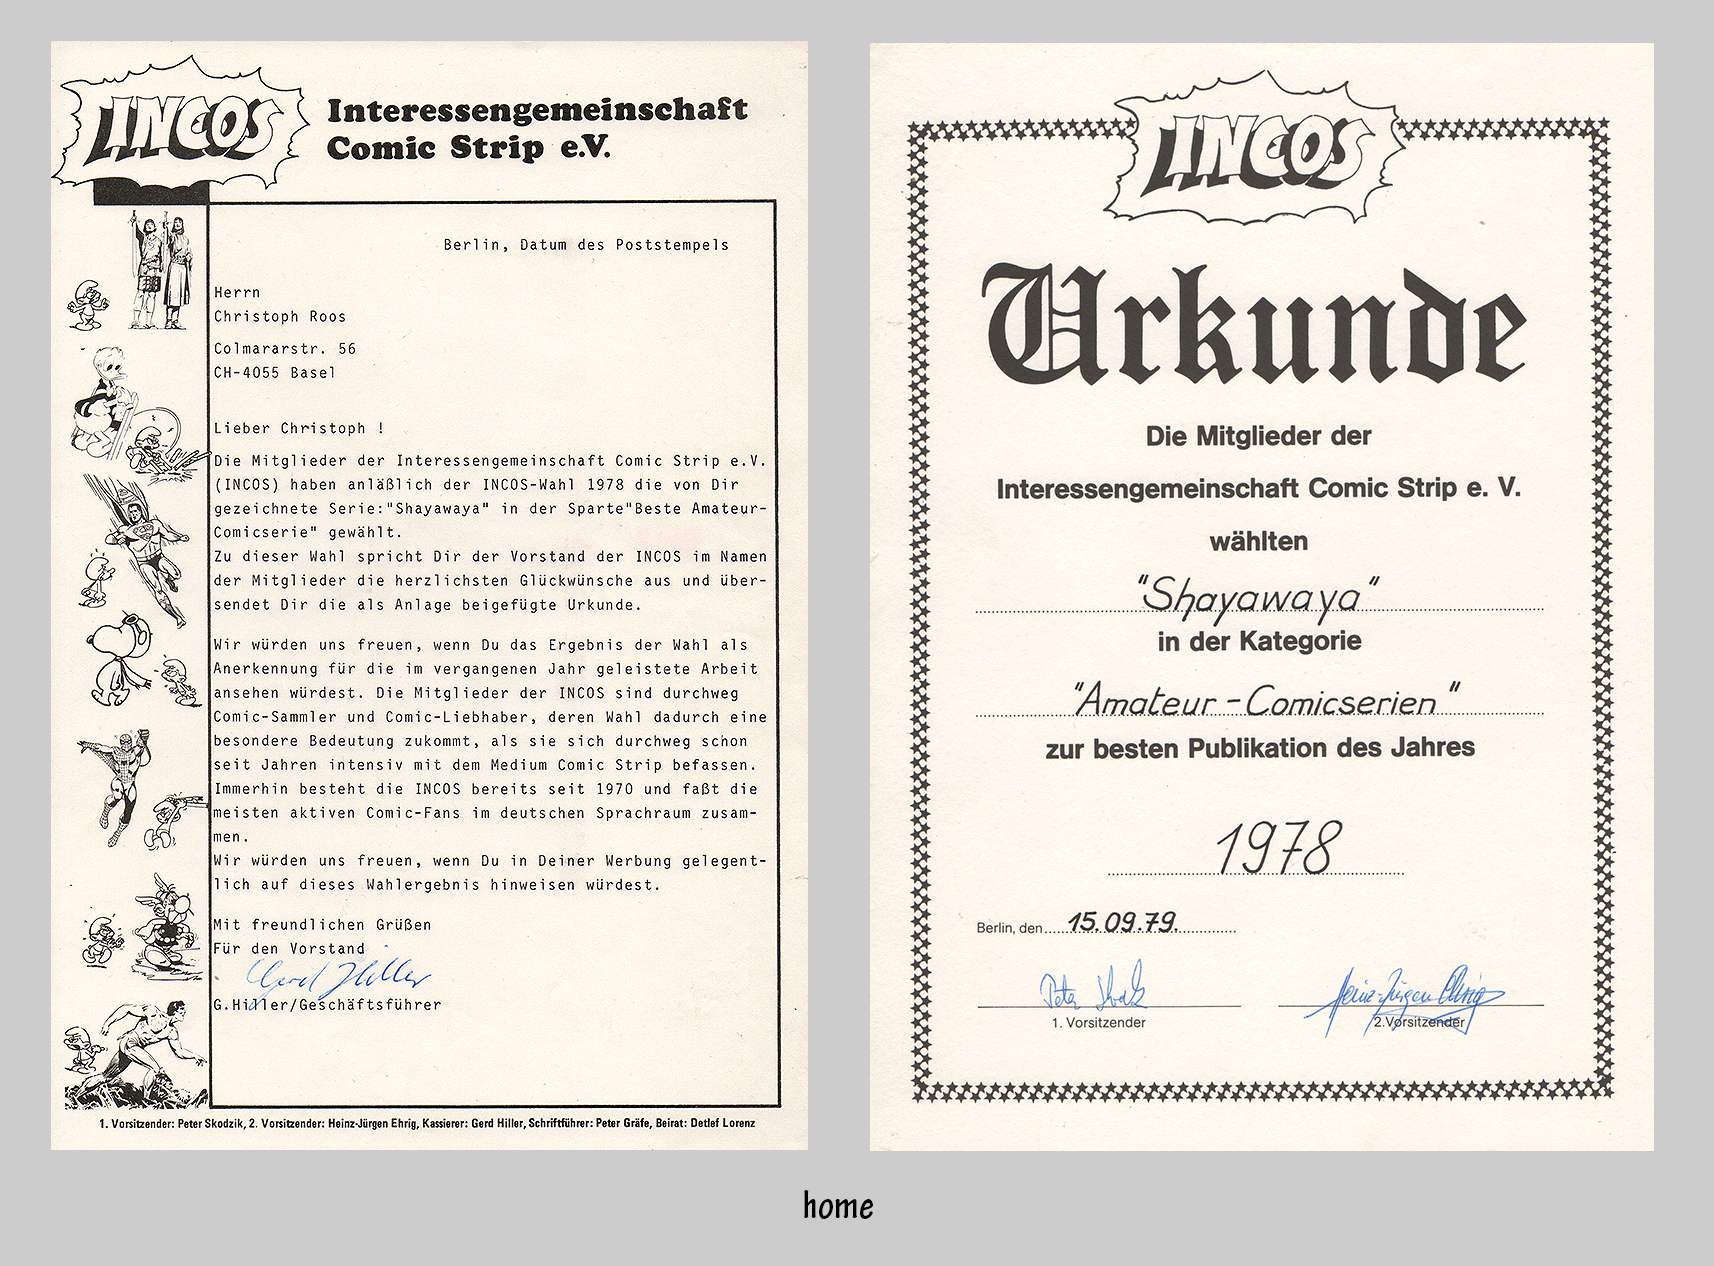 INCOS
Interessengemeinschaft
Comic Strip e.V.
Berlin, Datum des Poststempels
Herrn
Christoph Roos
Colmararstr. 56
CH-4055 Basel
Lieber Christoph !
Die Mitglieder der Interessengemeinschaft Comic Strip e.V.
(INCOS) haben anläßlich der INCOS-Wahl 1978 die von Dir
gezeichnete Serie:"Shayawaya" in der Sparte"Beste Amateur-
Comicserie" gewählt.
Zu dieser Wahl spricht Dir der Vorstand der INCOS im Namen
der Mitglieder die herzlichsten Glückwünsche aus und über-
sendet Dir die als Anlage beigefügte Urkunde.
Wir würden uns freuen, wenn Du das Ergebnis der Wahl als
Anerkennung für die im vergangenen Jahr geleistete Arbeit
ansehen würdest. Die Mitglieder der INCOS sind durchweg
Comic-Sammler und Comic-Liebhaber, deren Wahl dadurch eine
besondere Bedeutung zukommt, als sie sich durchweg schon
seit Jahren intensiv mit dem Medium Comic Strip befassen.
Immerhin besteht die INCOS bereits seit 1970 und faßt die
meisten aktiven Comic-Fans im deutschen Sprachraum zusam-
men.
Wir würden uns freuen, wenn Du in Deiner Werbung gelegent-
lich auf dieses Wahlergebnis hinweisen würdest.
Mit freundlichen Grüßen
Für den Vorstand
Gerd Hiller
G.Hiller/Geschäftsführer
1. Vorsitzender: Peter Skodzik, 2. Vorsitzender: Heinz-Jürgen Ehrig, Kassierer: Gerd Hiller, Schriftführer: Peter Gräfe, Beirat: Detlef Lorenz
INCOS
Urkunde
Die Mitglieder der
Interessengemeinschaft Comic Strip e. V.
wählten
"Shayawaya"
in der Kategorie
"Amateur-Comicserien"
zur besten Publikation des Jahres
1978
Berlin, den 15.09.79.
Peter Skodzik Heinz-Jürgen Ehrig
1. Vorsitzender 2.Vorsitzender
home